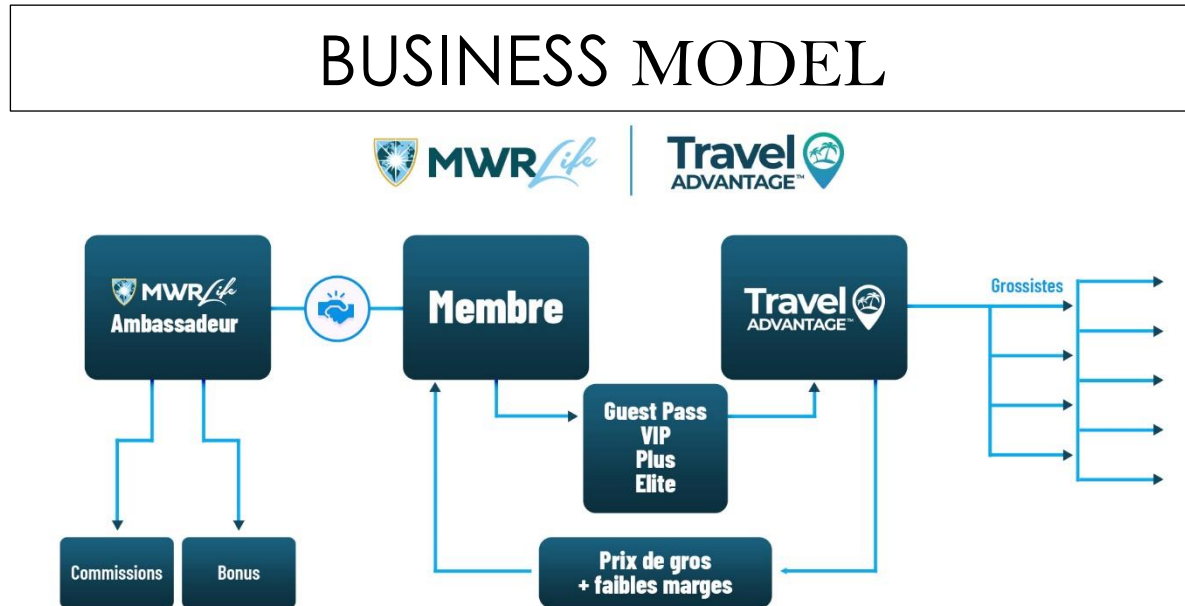 BUSINESS MODEL
MWR Life
Travel
ADVANTAGE™
MWR Life
Ambassadeur
Membre
Travel
ADVANTAGE™
Grossistes
Guest Pass
VIP
Plus
Elite
Commissions
Bonus
Prix de gros
+ faibles marges